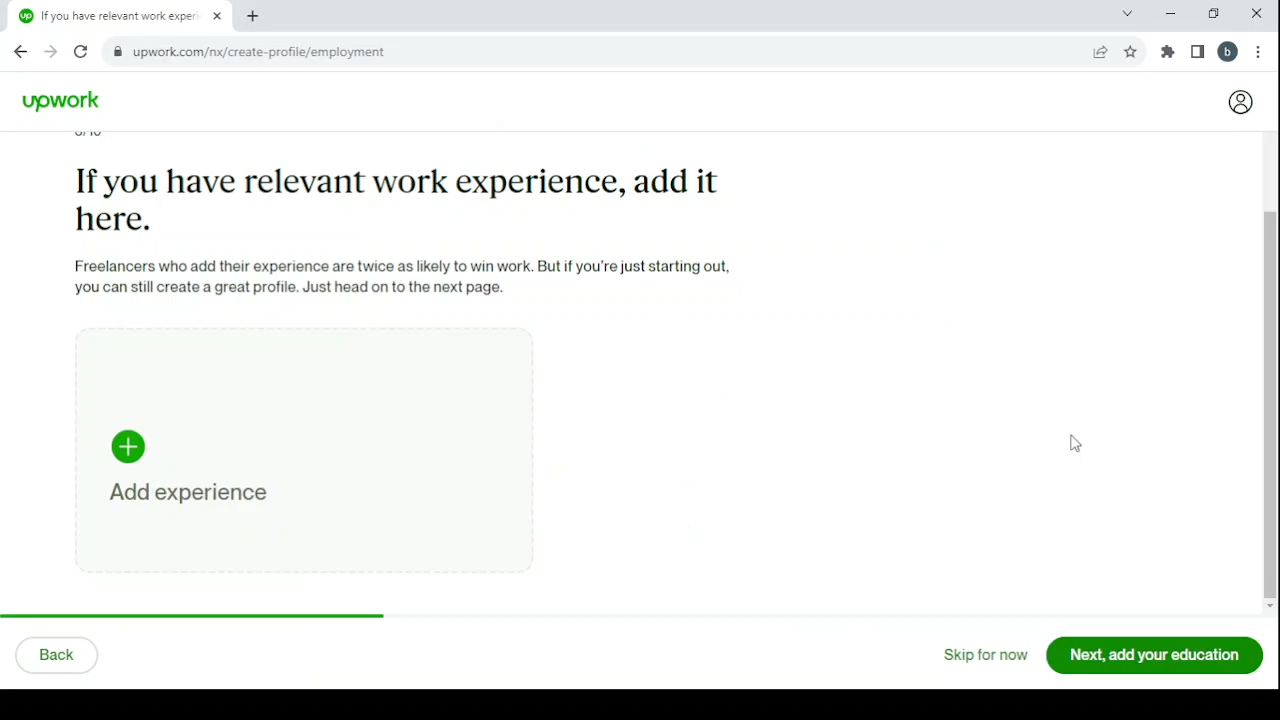 If you have relevant work experi
upwork.com/nx/create-profile/employment
b
upwork
If you have relevant work experience, add it
here.
Freelancers who add their experience are twice as likely to win work. But if you're just starting out,
you can still create a great profile. Just head on to the next page.
Add experience
Back
Skip for now
Next, add your education